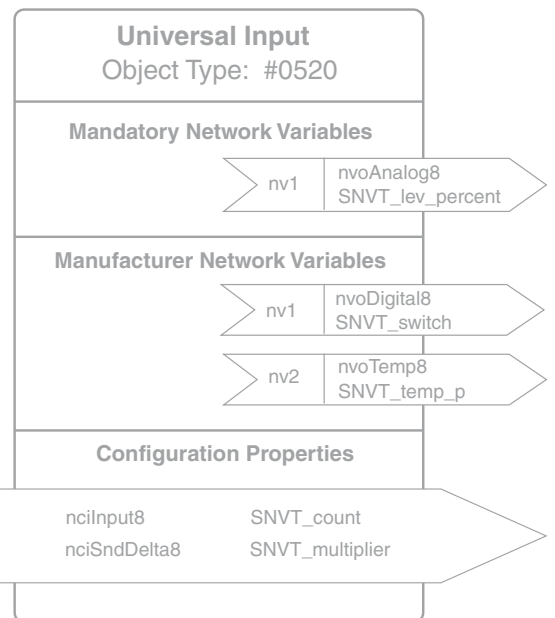 Universal Input
Object Type: #0520
Mandatory Network Variables
nv1
nvoAnalog8
SNVT_lev_percent
Manufacturer Network Variables
nv1
nvoDigital8
SNVT_switch
nv2
nvoTemp8
SNVT_temp_p
Configuration Properties
nciInput8 SNVT_count
nciSndDelta8 SNVT_multiplier